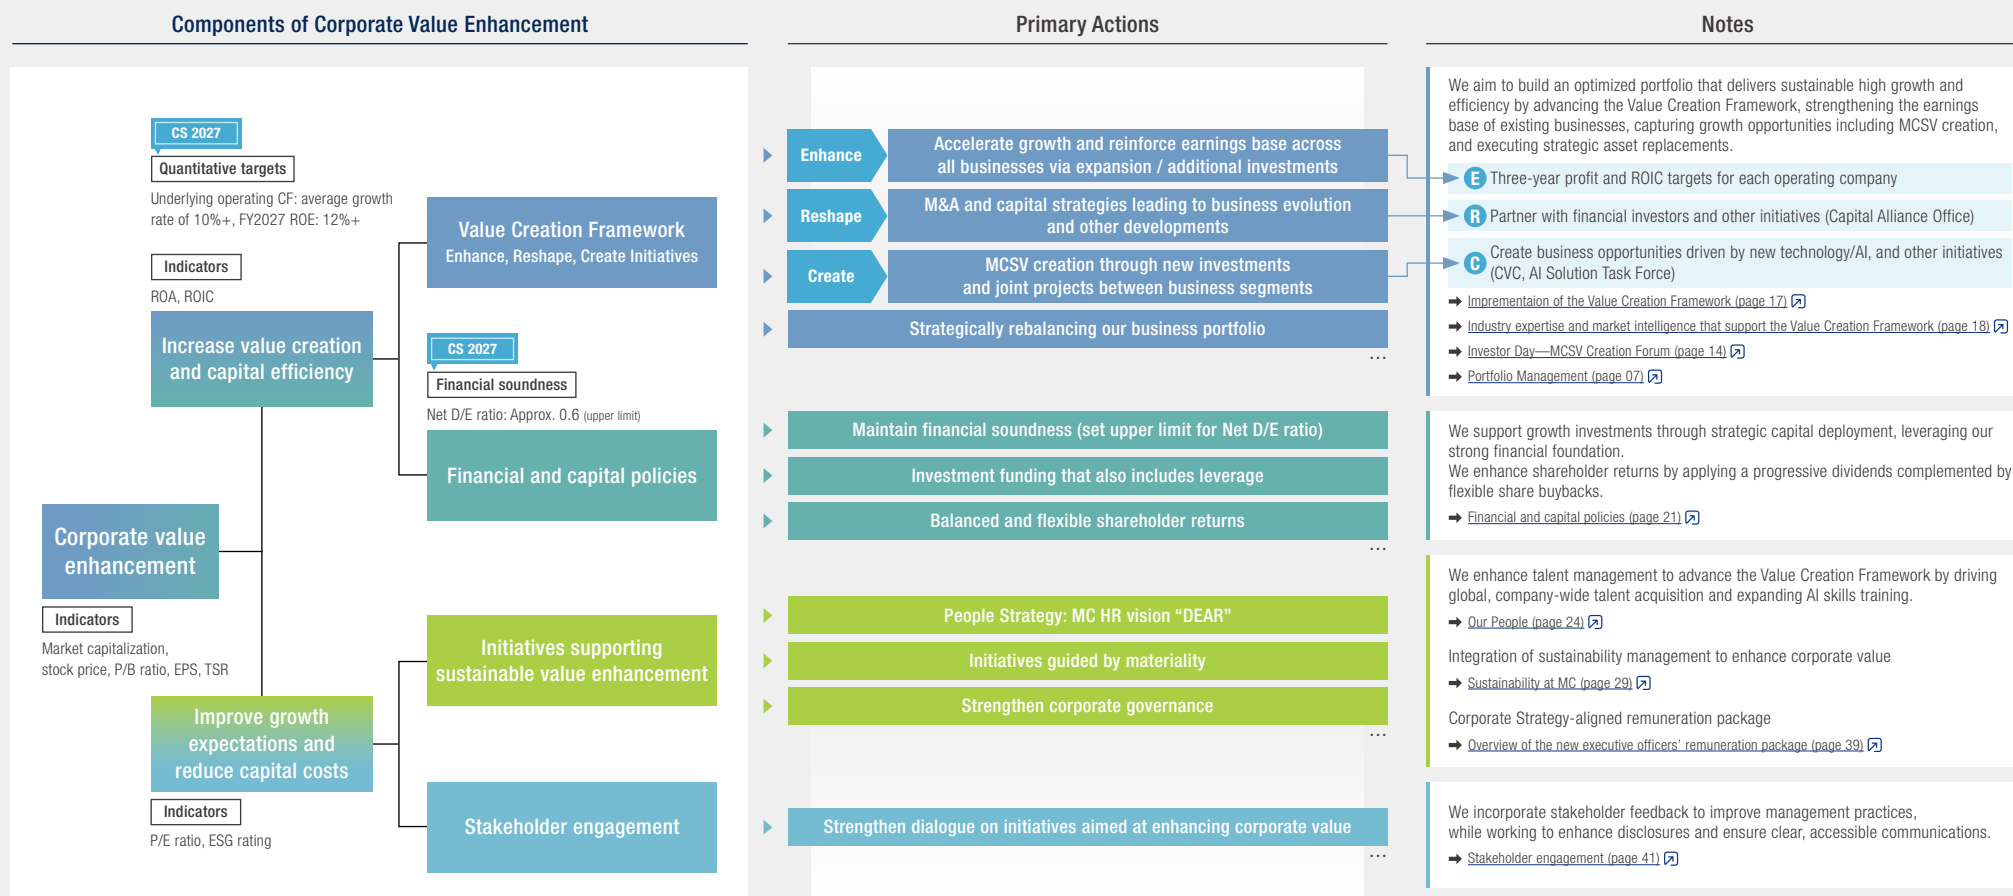 Components of Corporate Value Enhancement
Primary Actions
Notes
CS 2027
Quantitative targets
Underlying operating CF: average growth
rate of 10%+, FY2027 ROE: 12%+
Indicators
ROA, ROIC
Increase value creation
and capital efficiency
Value Creation Framework
Enhance, Reshape, Create Initiatives
CS 2027
Financial soundness
Net D/E ratio: Approx. 0.6 (upper limit)
Financial and capital policies
Corporate value
enhancement
Indicators
Market capitalization,
stock price, P/B ratio, EPS, TSR
Initiatives supporting
sustainable value enhancement
Improve growth
expectations and
reduce capital costs
Indicators
P/E ratio, ESG rating
Stakeholder engagement
Enhance
Accelerate growth and reinforce earnings base across
all businesses via expansion / additional investments
Reshape
M&A and capital strategies leading to business evolution
and other developments
Create
MCSV creation through new investments
and joint projects between business segments
Strategically rebalancing our business portfolio
...
Maintain financial soundness (set upper limit for Net D/E ratio)
Investment funding that also includes leverage
Balanced and flexible shareholder returns
...
People Strategy: MC HR vision “DEAR”
Initiatives guided by materiality
Strengthen corporate governance
...
Strengthen dialogue on initiatives aimed at enhancing corporate value
...
We aim to build an optimized portfolio that delivers sustainable high growth and
efficiency by advancing the Value Creation Framework, strengthening the earnings
base of existing businesses, capturing growth opportunities including MCSV creation,
and executing strategic asset replacements.
E Three-year profit and ROIC targets for each operating company
R Partner with financial investors and other initiatives (Capital Alliance Office)
C Create business opportunities driven by new technology/AI, and other initiatives
(CVC, AI Solution Task Force)
➡ Imprementaion of the Value Creation Framework (page 17)
➡ Industry expertise and market intelligence that support the Value Creation Framework (page 18)
➡ Investor Day—MCSV Creation Forum (page 14)
➡ Portfolio Management (page 07)
We support growth investments through strategic capital deployment, leveraging our
strong financial foundation.
We enhance shareholder returns by applying a progressive dividends complemented by
flexible share buybacks.
➡ Financial and capital policies (page 21)
We enhance talent management to advance the Value Creation Framework by driving
global, company-wide talent acquisition and expanding AI skills training.
➡ Our People (page 24)
Integration of sustainability management to enhance corporate value
➡ Sustainability at MC (page 29)
Corporate Strategy-aligned remuneration package
➡ Overview of the new executive officers’ remuneration package (page 39)
We incorporate stakeholder feedback to improve management practices,
while working to enhance disclosures and ensure clear, accessible communications.
➡ Stakeholder engagement (page 41)